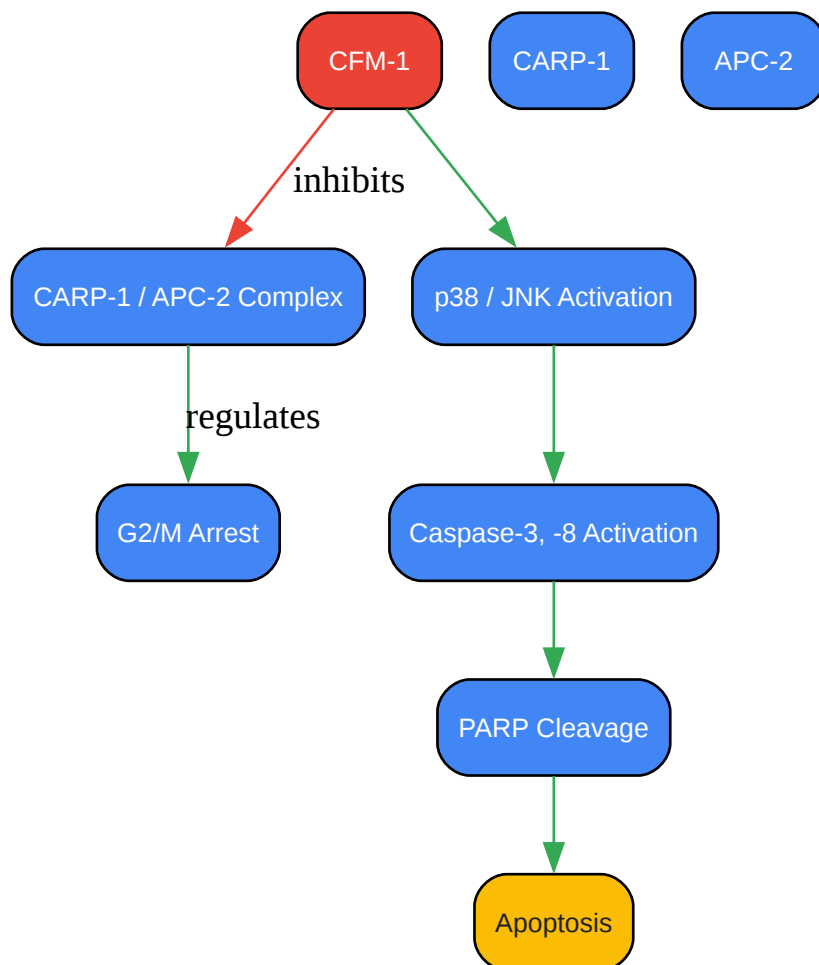 CFM-1
CARP-1
APC-2
inhibits
CARP-1 / APC-2 Complex
p38 / JNK Activation
regulates
G2/M Arrest
Caspase-3, -8 Activation
PARP Cleavage
Apoptosis